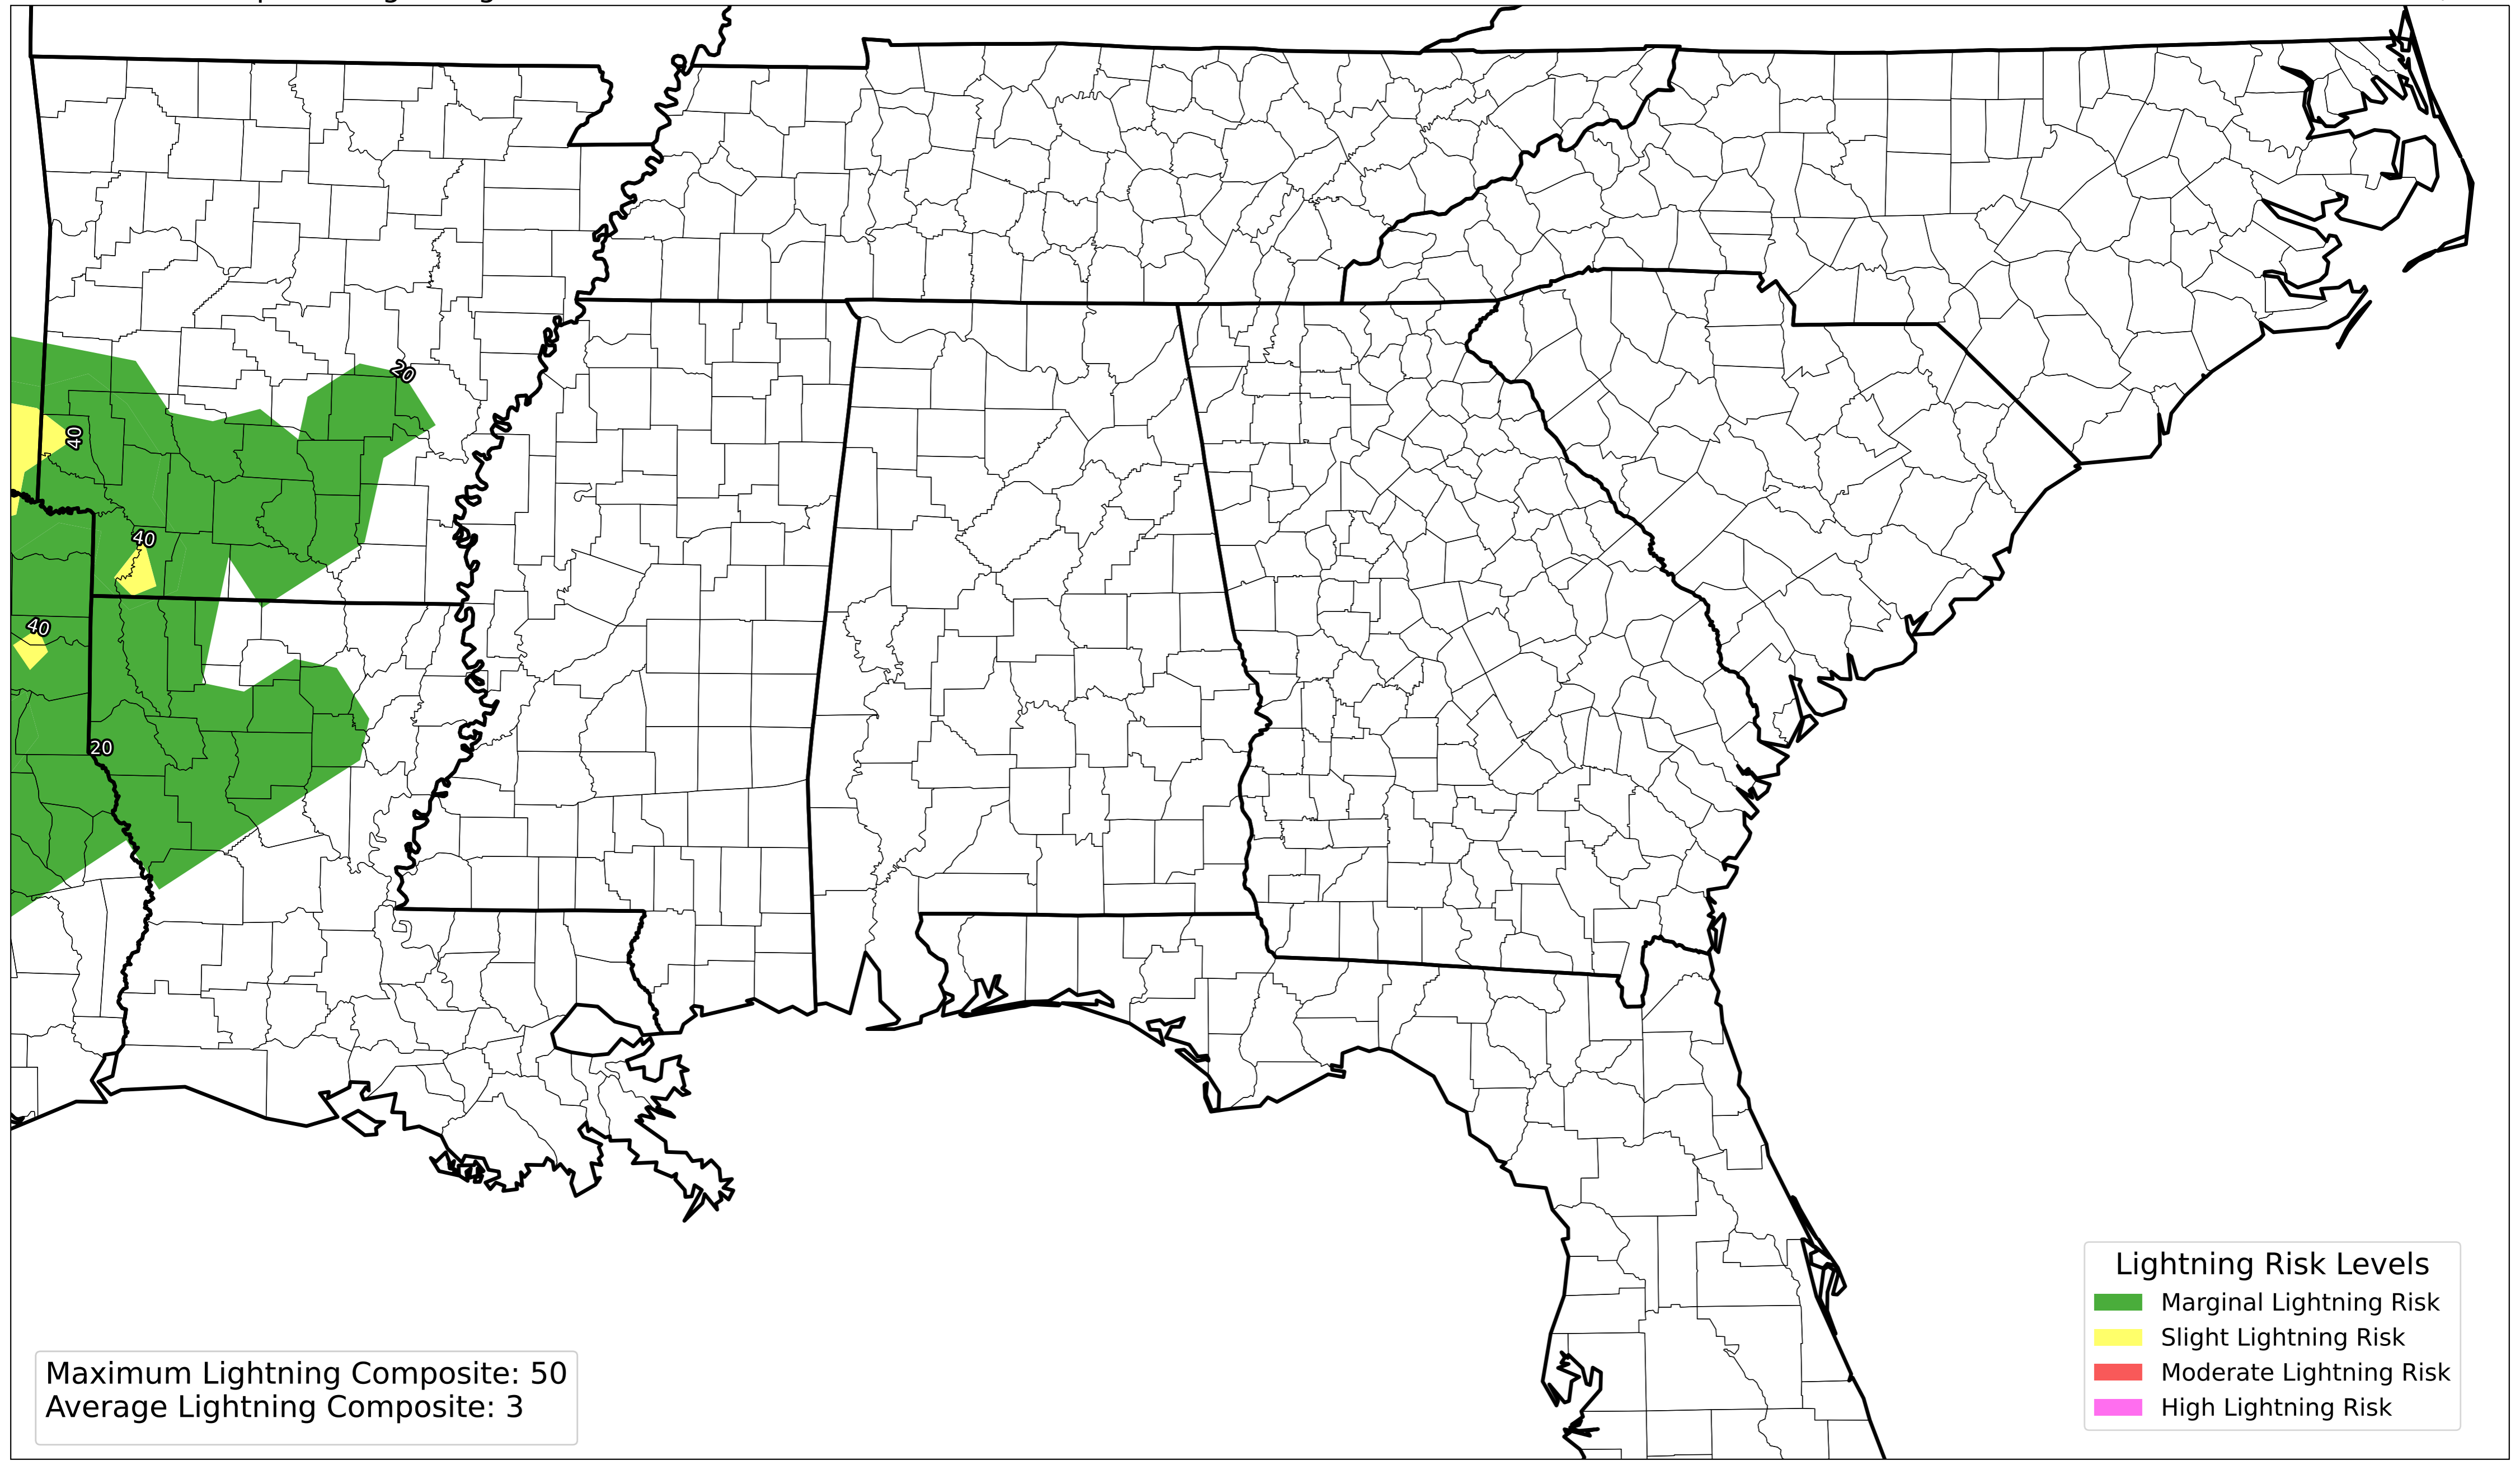 20
40
40
40
20
Lightning Risk Levels
Marginal Lightning Risk
Slight Lightning Risk
Moderate Lightning Risk
High Lightning Risk
Maximum Lightning Composite: 50
Average Lightning Composite: 3